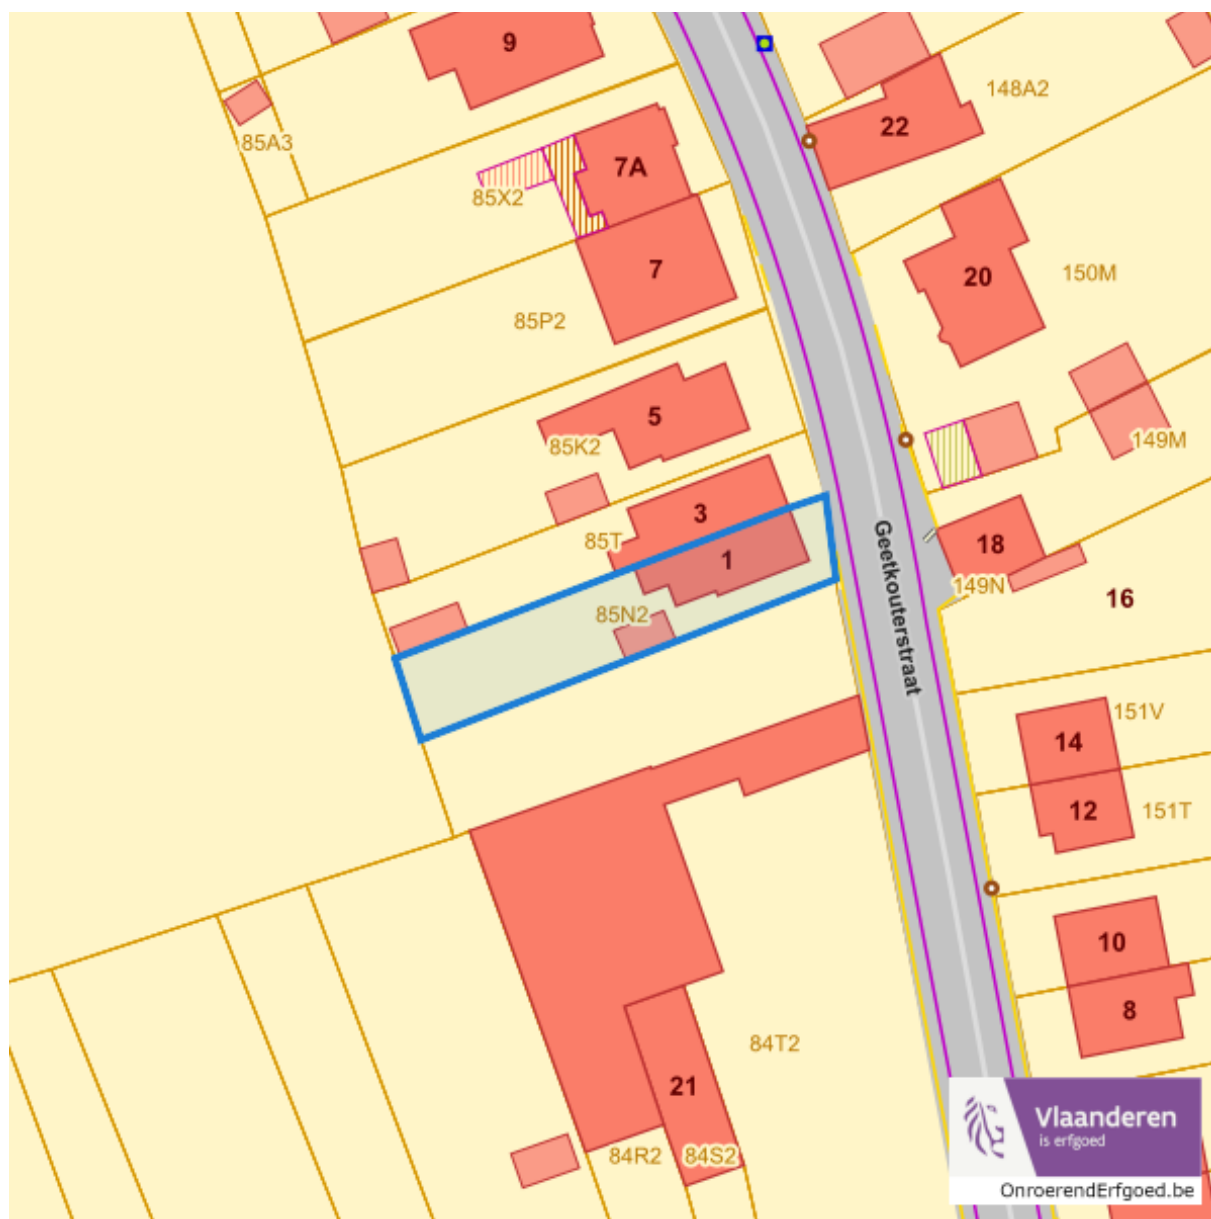 9
148A2
22
85A3
7A
85X2
7
20
150M
85P2
5
85K2
149M
3
85T
Geetkouterstraat
18
1
149N
16
85N2
151V
14
12
151T
10
8
84T2
21
84R2
84S2
Vlaanderen
is erfgoed
OnroerendErfgoed.be